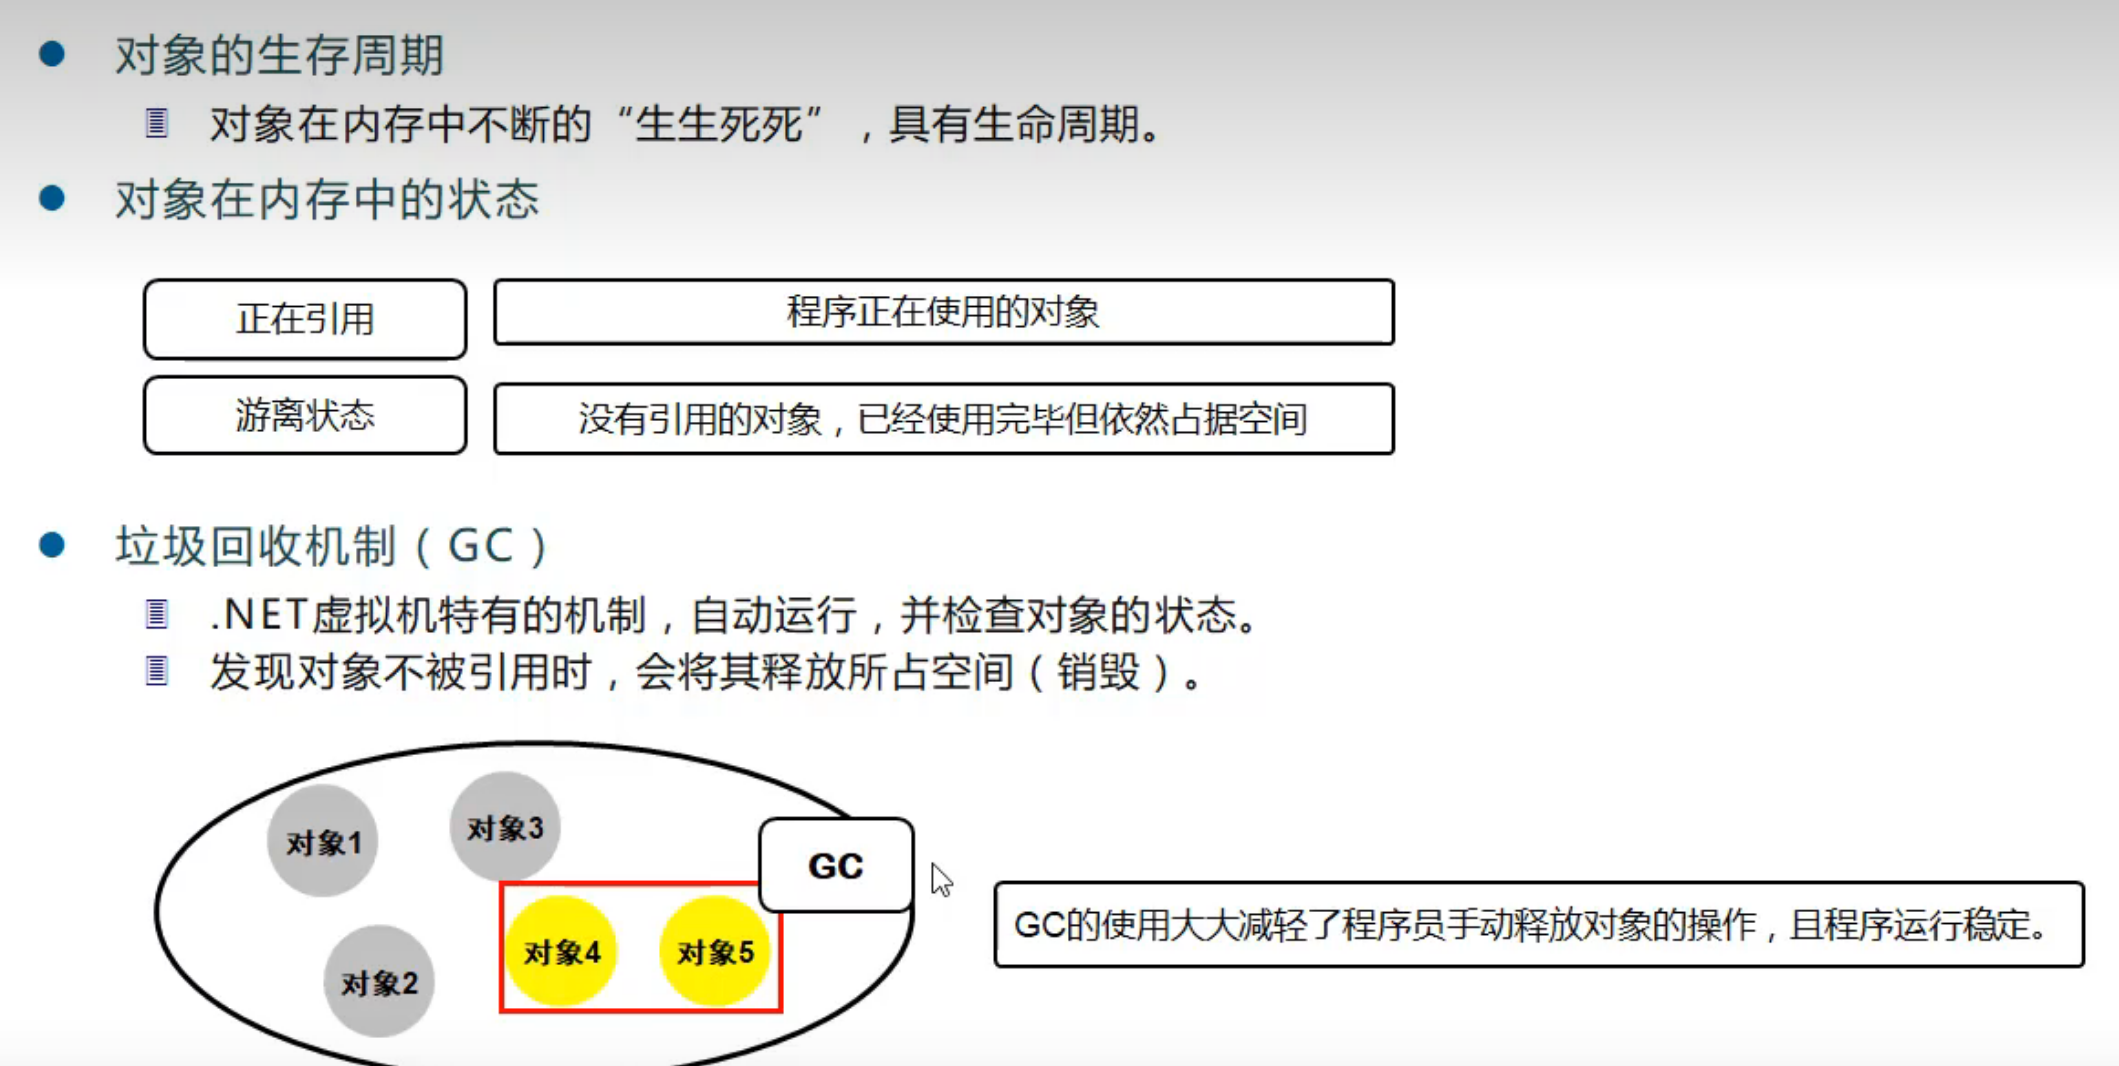 对象的生存周期
对象在内存中不断的“生生死死”，具有生命周期。
对象在内存中的状态
正在引用
程序正在使用的对象
游离状态
没有引用的对象，已经使用完毕但依然占据空间
垃圾回收机制（GC）
.NET虚拟机特有的机制，自动运行，并检查对象的状态。
发现对象不被引用时，会将其释放所占空间（销毁）。
对象1
对象3
GC
对象4
对象5
对象2
GC的使用大大减轻了程序员手动释放对象的操作，且程序运行稳定。